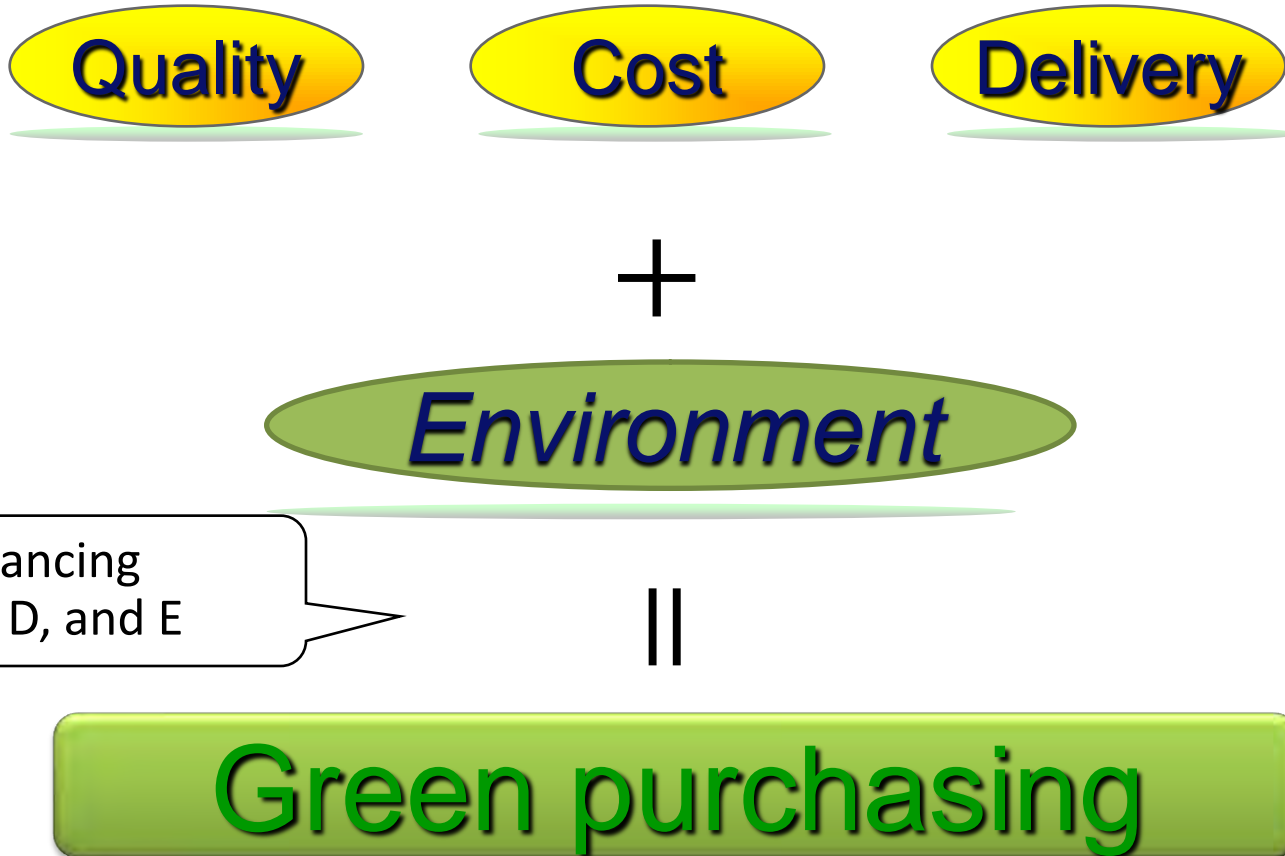 Quality Cost Delivery
+
Environment
ancing
D, and E
||
Green purchasing